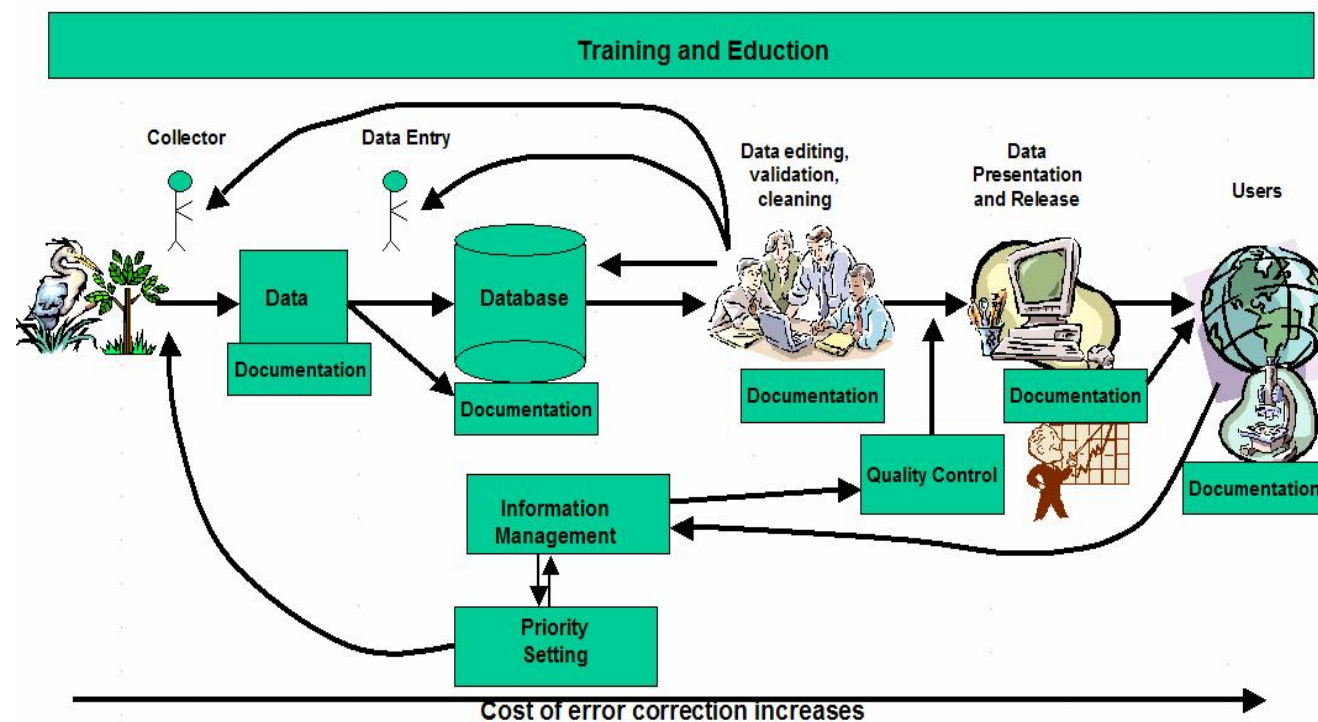 Training and Eduction
Collector
Data Entry
Data editing,
validation,
cleaning
Data
Presentation
and Release
Users
Data
Database
Documentation
Documentation
Documentation
Documentation
Quality Control
Documentation
Information
Management
Priority
Setting
Cost of error correction increases